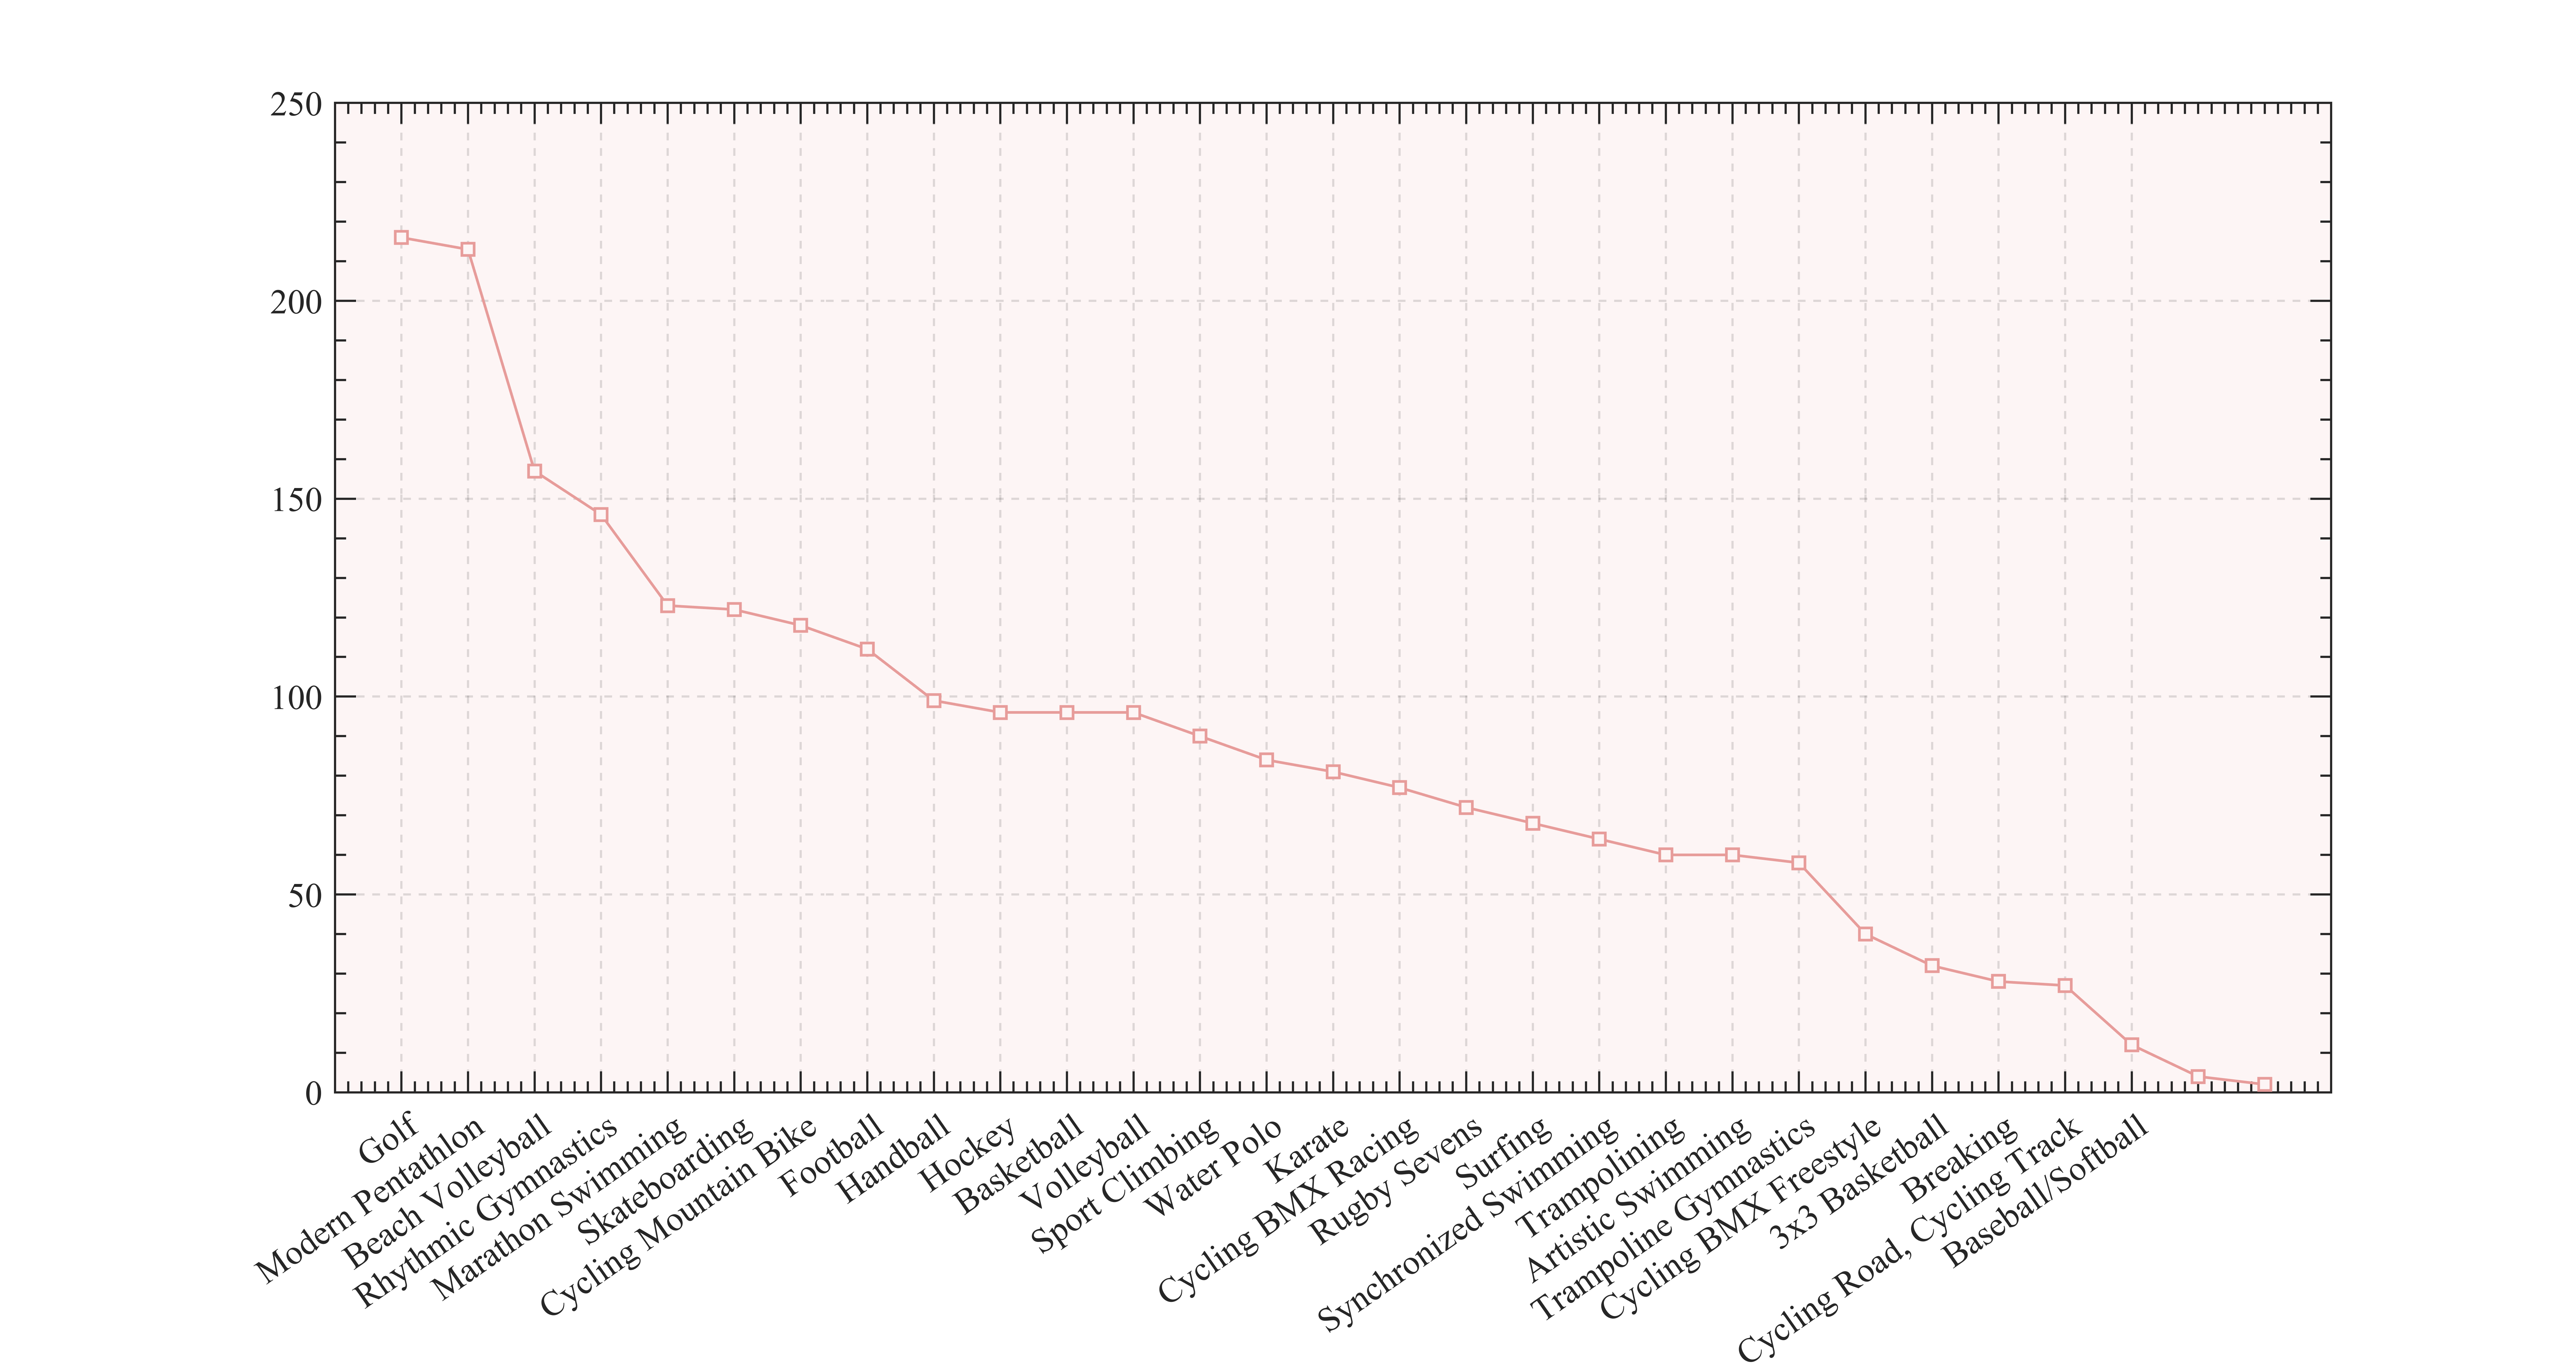 250
200
150
100
50
0
Golf
Modern Pentathlon
Beach Volleyball
Rhythmic Gymnastics
Marathon Swimming
Skateboarding
Cycling Mountain Bike
Football
Handball
Hockey
Basketball
Volleyball
Sport Climbing
Water Polo
Karate
Cycling BMX Racing
Rugby Sevens
Surfing
Synchronized Swimming
Trampolining
Artistic Swimming
Trampoline Gymnastics
Cycling BMX Freestyle
3x3 Basketball
Breaking
Cycling Road, Cycling Track
Baseball/Softball